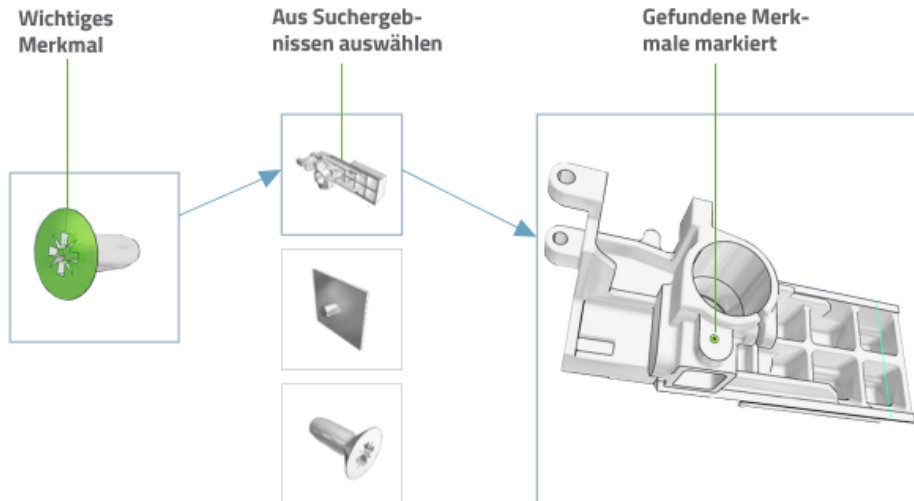 Wichtiges
Merkmal
Aus Suchergeb-
nissen auswählen
Gefundene Merk-
male markiert